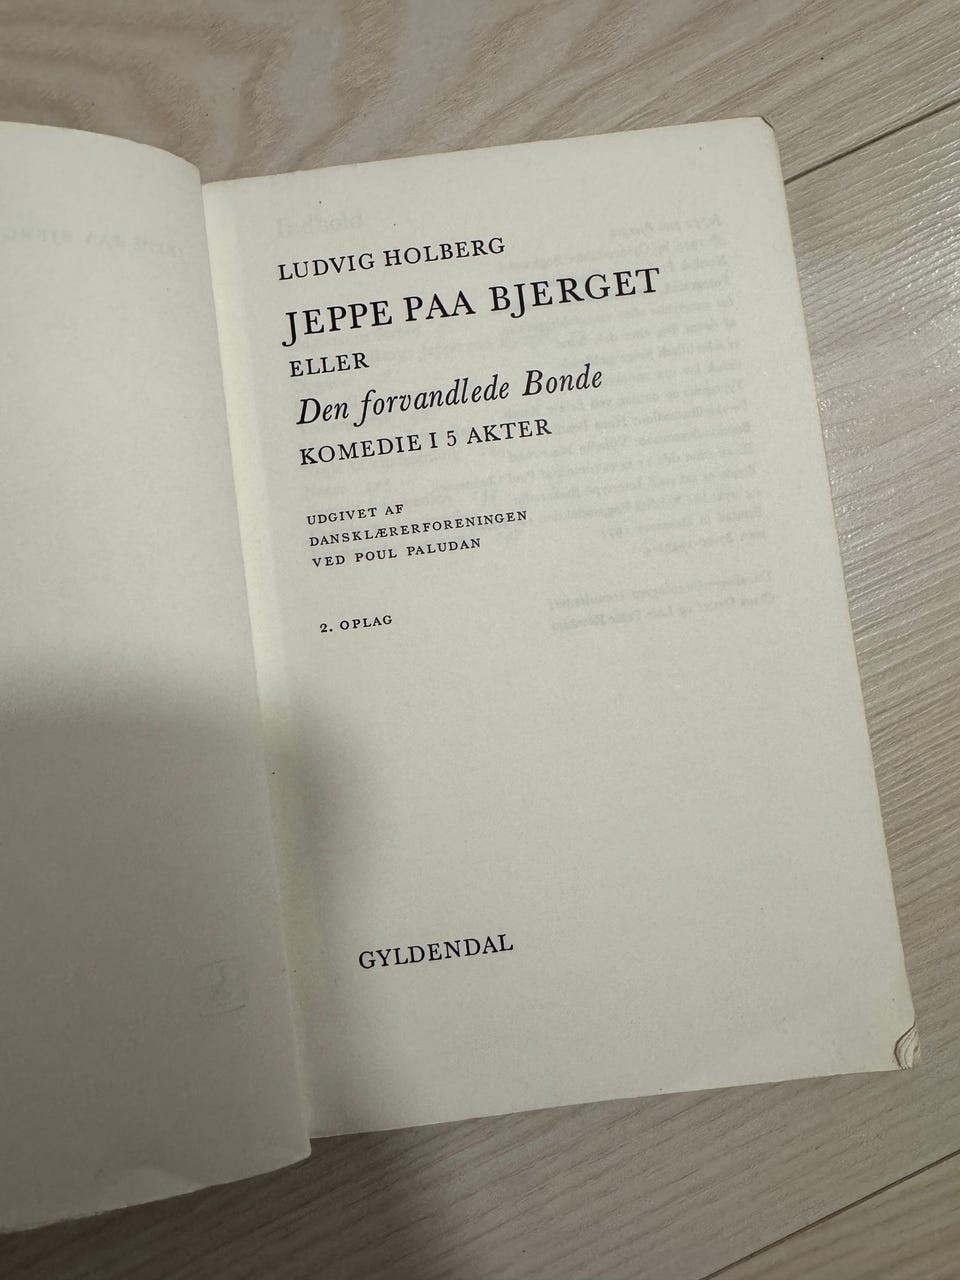 LUDVIG HOLBERG
JEPPE PAA BJERGET
ELLER
Den forvandlede Bonde
KOMEDIE I 5 AKTER
UDGIVET AF
DANSKLÆRERFORENINGEN
VED POUL PALUDAN
2. OPLAG
GYLDENDAL